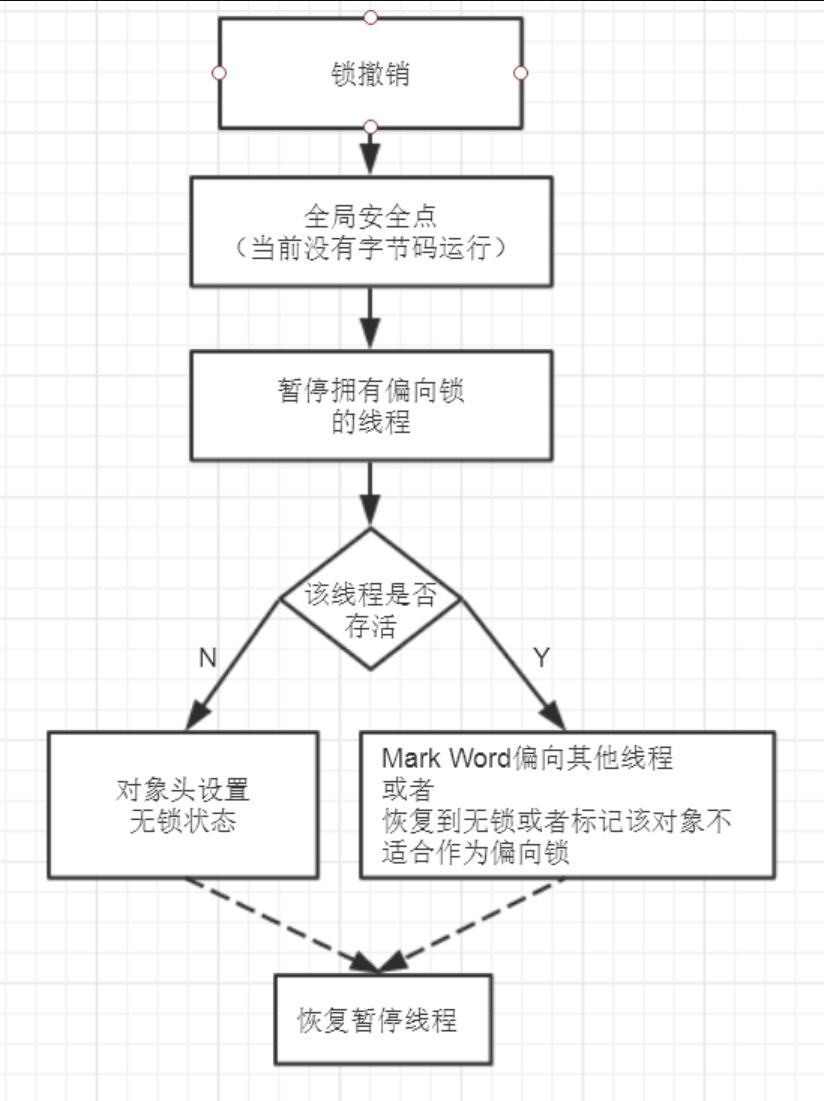 锁撤销
全局安全点
（当前没有字节码运行）
暂停拥有偏向锁
的线程
该线程是否
存活
N
Y
对象头设置
无锁状态
Mark Word偏向其他线程
或者
恢复到无锁或者标记该对象不
适合作为偏向锁
恢复暂停线程